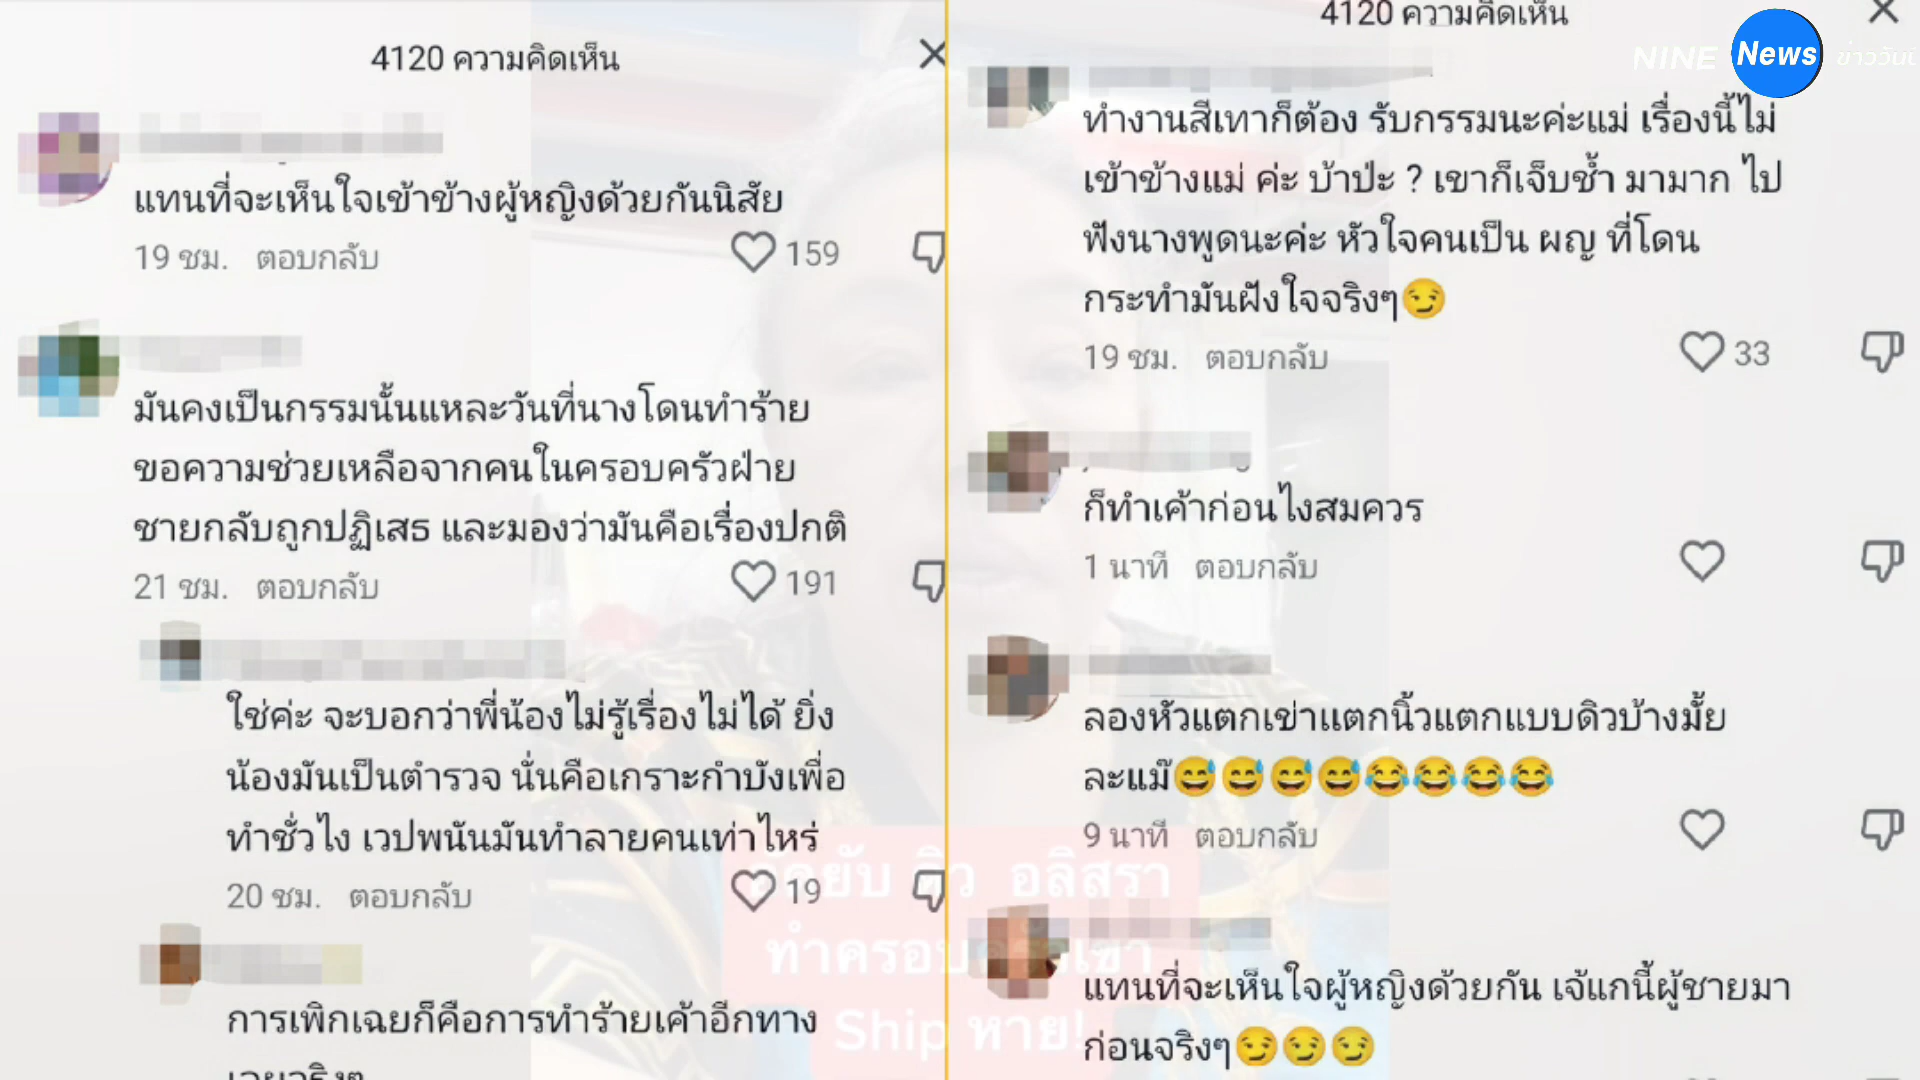 4120 ความคิดเห็น
แทนที่จะเห็นใจเข้าข้างผู้หญิงด้วยกันนิสัย
19 ชม. ตอบกลับ
159
มันคงเป็นกรรมนั้นแหละวันที่นางโดนทำร้าย
ขอความช่วยเหลือจากคนในครอบครัวฝ่าย
ชายกลับถูกปฏิเสธ และมองว่ามันคือเรื่องปกติ
21 ชม. ตอบกลับ
191
ใช่ค่ะ จะบอกว่าพี่น้องไม่รู้เรื่องไม่ได้ ยิ่ง
น้องมันเป็นตำรวจ นั่นคือเกราะกำบังเพื่อ
ทำชั่วไง เวปพนันมันทำลายคนเท่าไหร่
20 ชม. ตอบกลับ
19
การเพิกเฉยก็คือการทำร้ายเค้าอีกทาง
เลยจริงๆ
4120 ความคิดเห็น
NINE News ข่าววัน
ทำงานสีเทาก็ต้อง รับกรรมนะค่ะแม่ เรื่องนี้ไม่
เข้าข้างแม่ ค่ะ บ้าป่ะ ? เขาก็เจ็บช้ำ มามาก ไป
ฟังนางพูดนะค่ะ หัวใจคนเป็น ผญ ที่โดน
กระทำมันฝังใจจริงๆ😏
19 ชม. ตอบกลับ
33
ก็ทำเค้าก่อนไงสมควร
1 นาที ตอบกลับ
ลองหัวแตกเข่าแตกนิ้วแตกแบบดิวบ้างมั้ย
ละแม๊😅😅😅😅😂😂😂😂
9 นาที ตอบกลับ
แทนที่จะเห็นใจผู้หญิงด้วยกัน เจ้แกนี้ผู้ชายมา
ก่อนจริงๆ😏😏😏
ดิว อลิสรา
ทำครอบครัวเขา
Ship หาย!